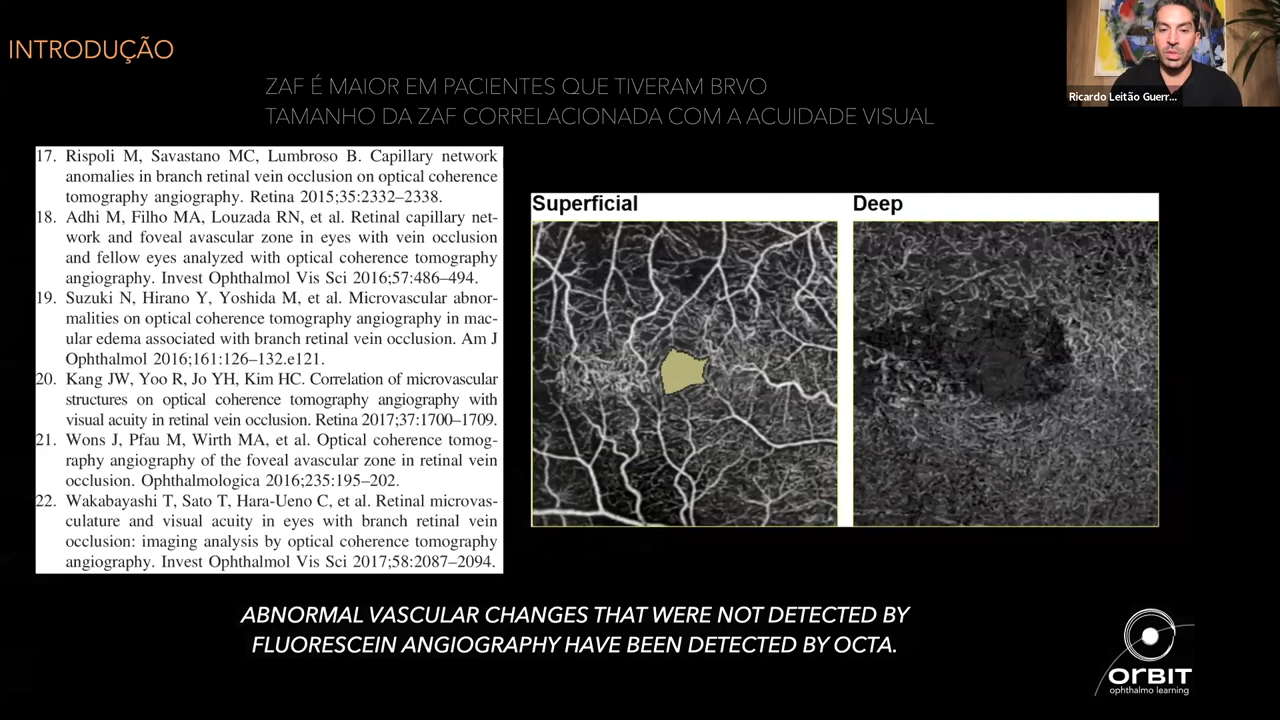 INTRODUÇÃO
ZAF É MAIOR EM PACIENTES QUE TIVERAM BRVO
TAMANHO DA ZAF CORRELACIONADA COM A ACUIDADE VISUAL
Ricardo Leitão Guerr...
17. Rispoli M, Savastano MC, Lumbroso B. Capillary network
anomalies in branch retinal vein occlusion on optical coherence
tomography angiography. Retina 2015;35:2332–2338.
18. Adhi M, Filho MA, Louzada RN, et al. Retinal capillary net-
work and foveal avascular zone in eyes with vein occlusion
and fellow eyes analyzed with optical coherence tomography
angiography. Invest Ophthalmol Vis Sci 2016;57:486–494.
19. Suzuki N, Hirano Y, Yoshida M, et al. Microvascular abnor-
malities on optical coherence tomography angiography in mac-
ular edema associated with branch retinal vein occlusion. Am J
Ophthalmol 2016;161:126–132.e121.
20. Kang JW, Yoo R, Jo YH, Kim HC. Correlation of microvascular
structures on optical coherence tomography angiography with
visual acuity in retinal vein occlusion. Retina 2017;37:1700–1709.
21. Wons J, Pfau M, Wirth MA, et al. Optical coherence tomog-
raphy angiography of the foveal avascular zone in retinal vein
occlusion. Ophthalmologica 2016;235:195–202.
22. Wakabayashi T, Sato T, Hara-Ueno C, et al. Retinal microvas-
culature and visual acuity in eyes with branch retinal vein
occlusion: imaging analysis by optical coherence tomography
angiography. Invest Ophthalmol Vis Sci 2017;58:2087–2094.
Superficial
Deep
ABNORMAL VASCULAR CHANGES THAT WERE NOT DETECTED BY
FLUORESCEIN ANGIOGRAPHY HAVE BEEN DETECTED BY OCTA.
OrBIT
ophthalmo learning